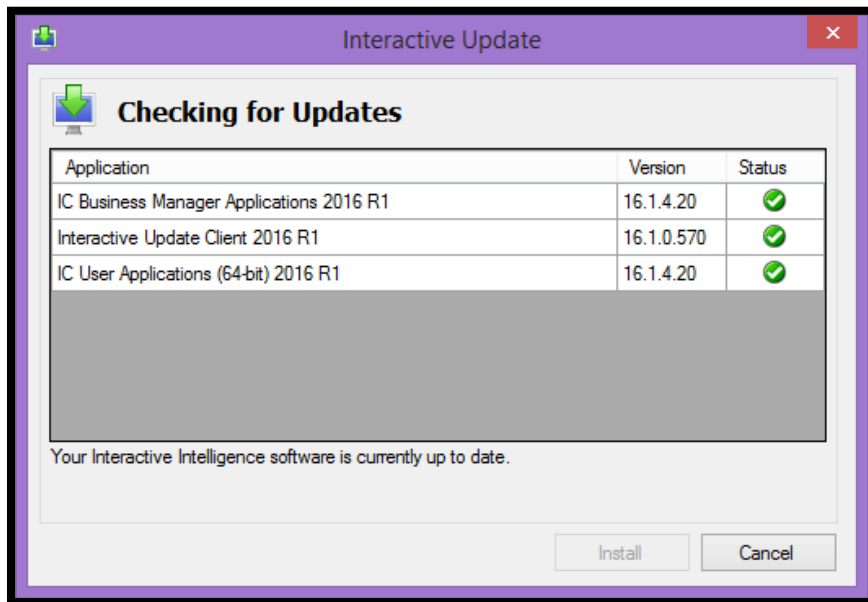 Interactive Update
Checking for Updates
Application Version Status
IC Business Manager Applications 2016 R1 16.1.4.20
Interactive Update Client 2016 R1 16.1.0.570
IC User Applications (64-bit) 2016 R1 16.1.4.20
Your Interactive Intelligence software is currently up to date.
Install Cancel